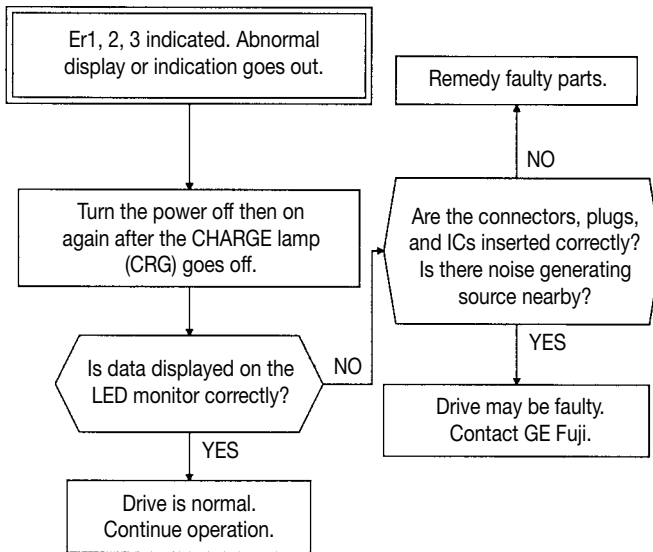 Er1, 2, 3 indicated. Abnormal
display or indication goes out.
Turn the power off then on
again after the CHARGE lamp
(CRG) goes off.
Is data displayed on the
LED monitor correctly?
NO
YES
Drive is normal.
Continue operation.
Remedy faulty parts.
NO
Are the connectors, plugs,
and ICs inserted correctly?
Is there noise generating
source nearby?
YES
Drive may be faulty.
Contact GE Fuji.